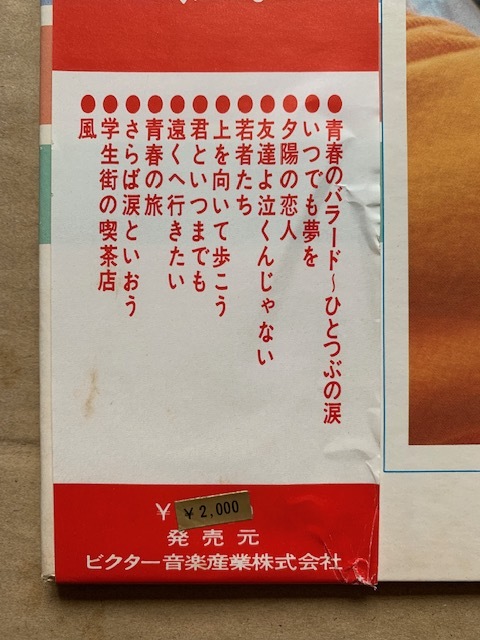 ●青春のバラード〜ひとつぶの涙
●いつでも夢を
●夕陽の恋人
●友達よ泣くんじゃない
●若者たち
●上を向いて歩こう
●君といつまでも
●遠くへ行きたい
●青春の旅
●さらば涙といおう
●学生街の喫茶店
●風
¥ ¥2,000
発売元
ビクター音楽産業株式会社